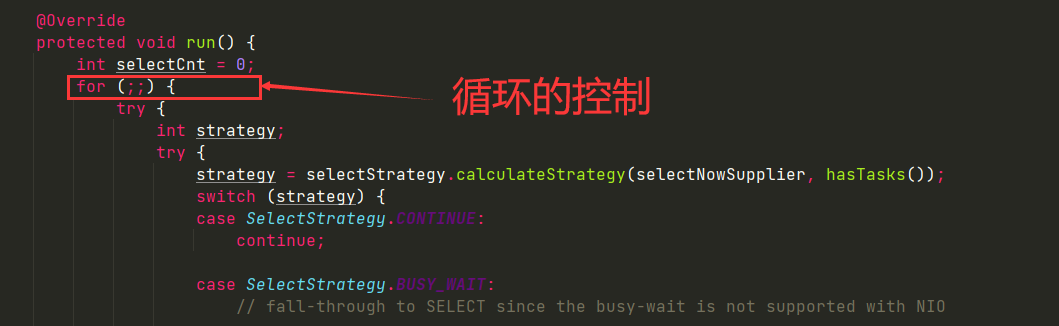 @Override
protected void run() {
int selectCnt = 0;
for (;;) {
循环的控制
try {
int strategy;
try {
strategy = selectStrategy.calculateStrategy(selectNowSupplier, hasTasks());
switch (strategy) {
case SelectStrategy.CONTINUE:
continue;
case SelectStrategy.BUSY_WAIT:
// fall-through to SELECT since the busy-wait is not supported with NIO